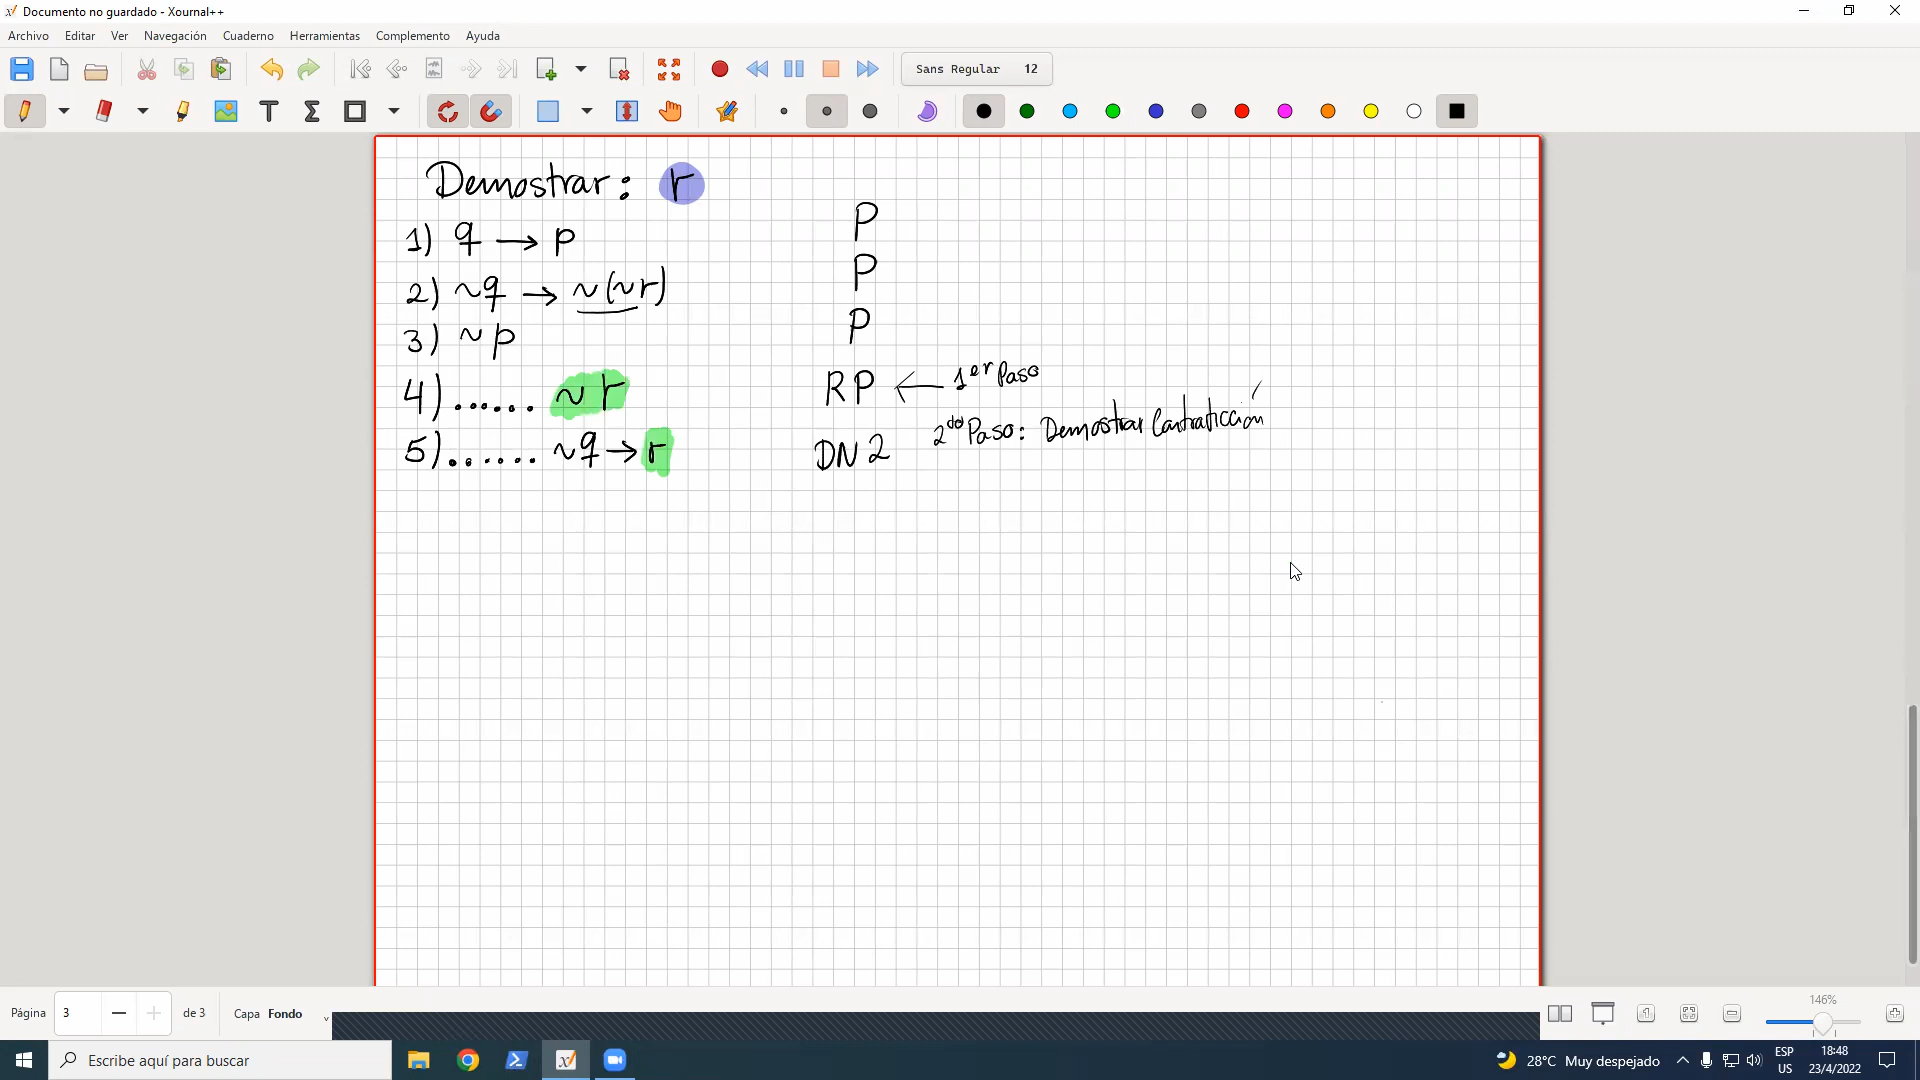 Documento no guardado - Xournal++
Archivo Editar Ver Navegación Cuaderno Herramientas Complemento Ayuda
Sans Regular 12
Demostrar: r
1) q → p P
2) ~q → ~(~r) P
3) ~p P
4) ...... ~r RP ← 1er Paso
2do Paso: Demostrar Contraticción
5) ...... ~q → r DN 2
Página 3 de 3 Capa Fondo
146%
Escribe aquí para buscar
28°C Muy despejado
ESP
US
18:48
23/4/2022